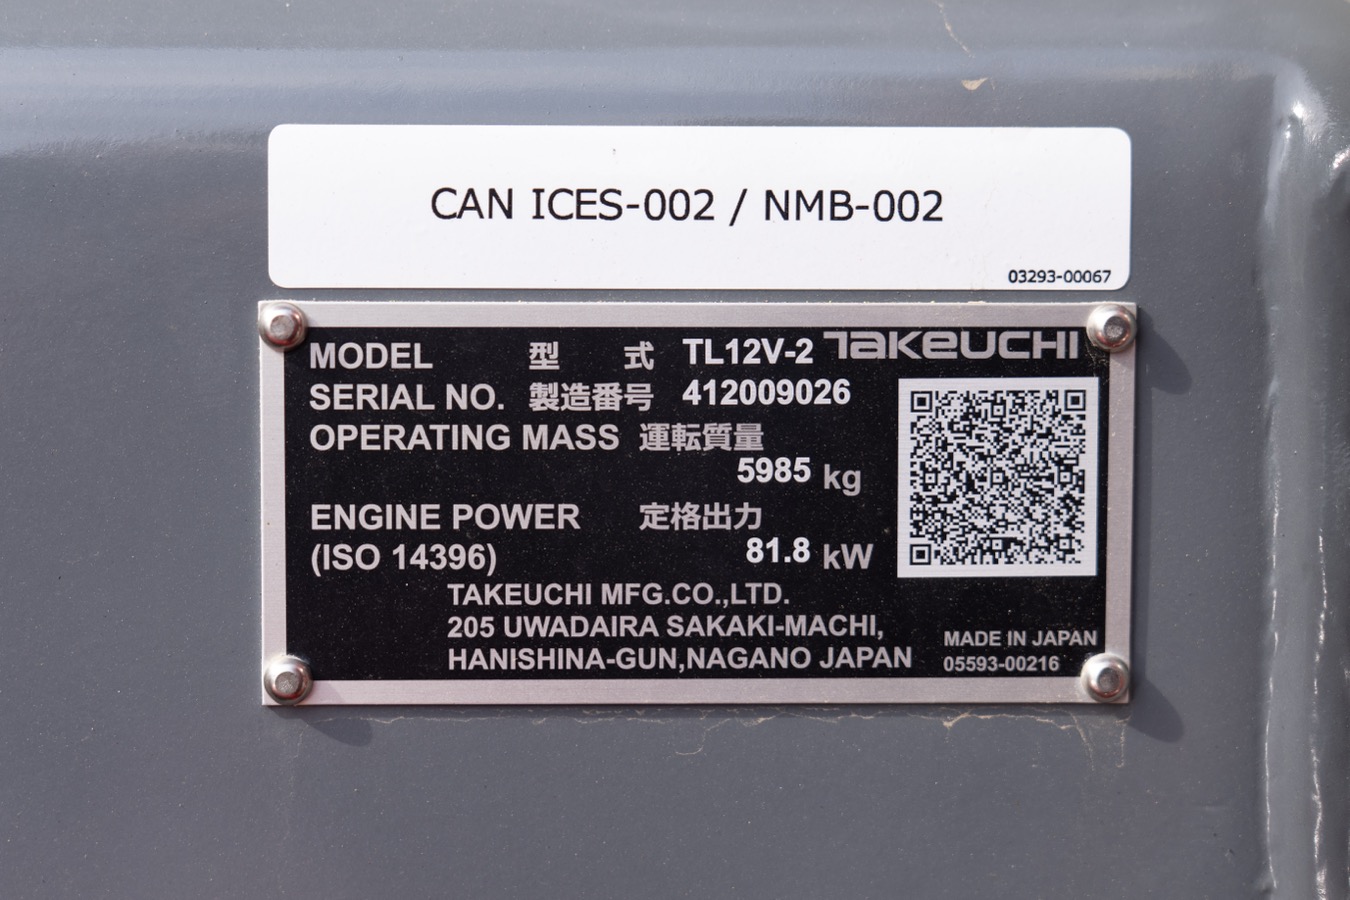 CAN ICES-002 / NMB-002
03293-00067
MODEL 型 式 TL12V-2 TAKEUCHI
SERIAL NO. 製造番号 412009026
OPERATING MASS 運転質量
5985 kg
ENGINE POWER 定格出力
(ISO 14396) 81.8 kW
TAKEUCHI MFG.CO.,LTD.
205 UWADAIRA SAKAKI-MACHI,
HANISHINA-GUN,NAGANO JAPAN
MADE IN JAPAN
05593-00216